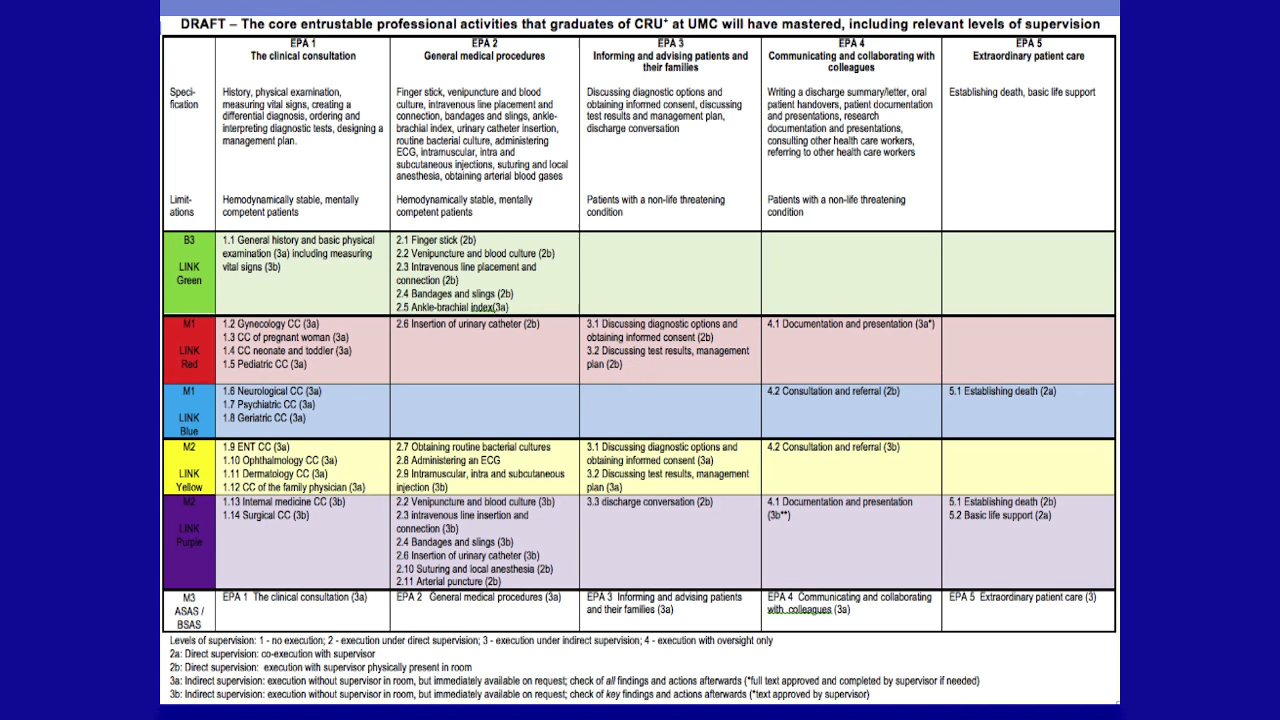 DRAFT – The core entrustable professional activities that graduates of CRU+ at UMC will have mastered, including relevant levels of supervision
EPA 1
The clinical consultation
EPA 2
General medical procedures
EPA 3
Informing and advising patients and
their families
EPA 4
Communicating and collaborating with
colleagues
EPA 5
Extraordinary patient care
Speci-
fication
History, physical examination,
measuring vital signs, creating a
differential diagnosis, ordering and
interpreting diagnostic tests, designing a
management plan.
Finger stick, venipuncture and blood
culture, intravenous line placement and
connection, bandages and slings, ankle-
brachial index, urinary catheter insertion,
routine bacterial culture, administering
ECG, intramuscular, intra and
subcutaneous injections, suturing and local
anesthesia, obtaining arterial blood gases
Discussing diagnostic options and
obtaining informed consent, discussing
test results and management plan,
discharge conversation
Writing a discharge summary/letter, oral
patient handovers, patient documentation
and presentations, research
documentation and presentations,
consulting other health care workers,
referring to other health care workers
Establishing death, basic life support
Limit-
ations
Hemodynamically stable, mentally
competent patients
Hemodynamically stable, mentally
competent patients
Patients with a non-life threatening
condition
Patients with a non-life threatening
condition
B3
LINK
Green
1.1 General history and basic physical
examination (3a) including measuring
vital signs (3b)
2.1 Finger stick (2b)
2.2 Venipuncture and blood culture (2b)
2.3 Intravenous line placement and
connection (2b)
2.4 Bandages and slings (2b)
2.5 Ankle-brachial index(3a)
M1
LINK
Red
1.2 Gynecology CC (3a)
1.3 CC of pregnant woman (3a)
1.4 CC neonate and toddler (3a)
1.5 Pediatric CC (3a)
2.6 Insertion of urinary catheter (2b)
3.1 Discussing diagnostic options and
obtaining informed consent (2b)
3.2 Discussing test results, management
plan (2b)
4.1 Documentation and presentation (3a*)
M1
LINK
Blue
1.6 Neurological CC (3a)
1.7 Psychiatric CC (3a)
1.8 Geriatric CC (3a)
4.2 Consultation and referral (2b)
5.1 Establishing death (2a)
M2
LINK
Yellow
1.9 ENT CC (3a)
1.10 Ophthalmology CC (3a)
1.11 Dermatology CC (3a)
1.12 CC of the family physician (3a)
2.7 Obtaining routine bacterial cultures
2.8 Administering an ECG
2.9 Intramuscular, intra and subcutaneous
injection (3b)
3.1 Discussing diagnostic options and
obtaining informed consent (3a)
3.2 Discussing test results, management
plan (3a)
4.2 Consultation and referral (3b)
M2
LINK
Purple
1.13 Internal medicine CC (3b)
1.14 Surgical CC (3b)
2.2 Venipuncture and blood culture (3b)
2.3 intravenous line insertion and
connection (3b)
2.4 Bandages and slings (3b)
2.6 Insertion of urinary catheter (3b)
2.10 Suturing and local anesthesia (2b)
2.11 Arterial puncture (2b)
3.3 discharge conversation (2b)
4.1 Documentation and presentation
(3b**)
5.1 Establishing death (2b)
5.2 Basic life support (2a)
M3
ASAS /
BSAS
EPA 1 The clinical consultation (3a)
EPA 2 General medical procedures (3a)
EPA 3 Informing and advising patients
and their families (3a)
EPA 4 Communicating and collaborating
with colleagues (3a)
EPA 5 Extraordinary patient care (3)
Levels of supervision: 1 - no execution; 2 - execution under direct supervision; 3 - execution under indirect supervision; 4 - execution with oversight only
2a: Direct supervision: co-execution with supervisor
2b: Direct supervision: execution with supervisor physically present in room
3a: Indirect supervision: execution without supervisor in room, but immediately available on request; check of all findings and actions afterwards (*full text approved and completed by supervisor if needed)
3b: Indirect supervision: execution without supervisor in room, but immediately available on request; check of key findings and actions afterwards (*text approved by supervisor)